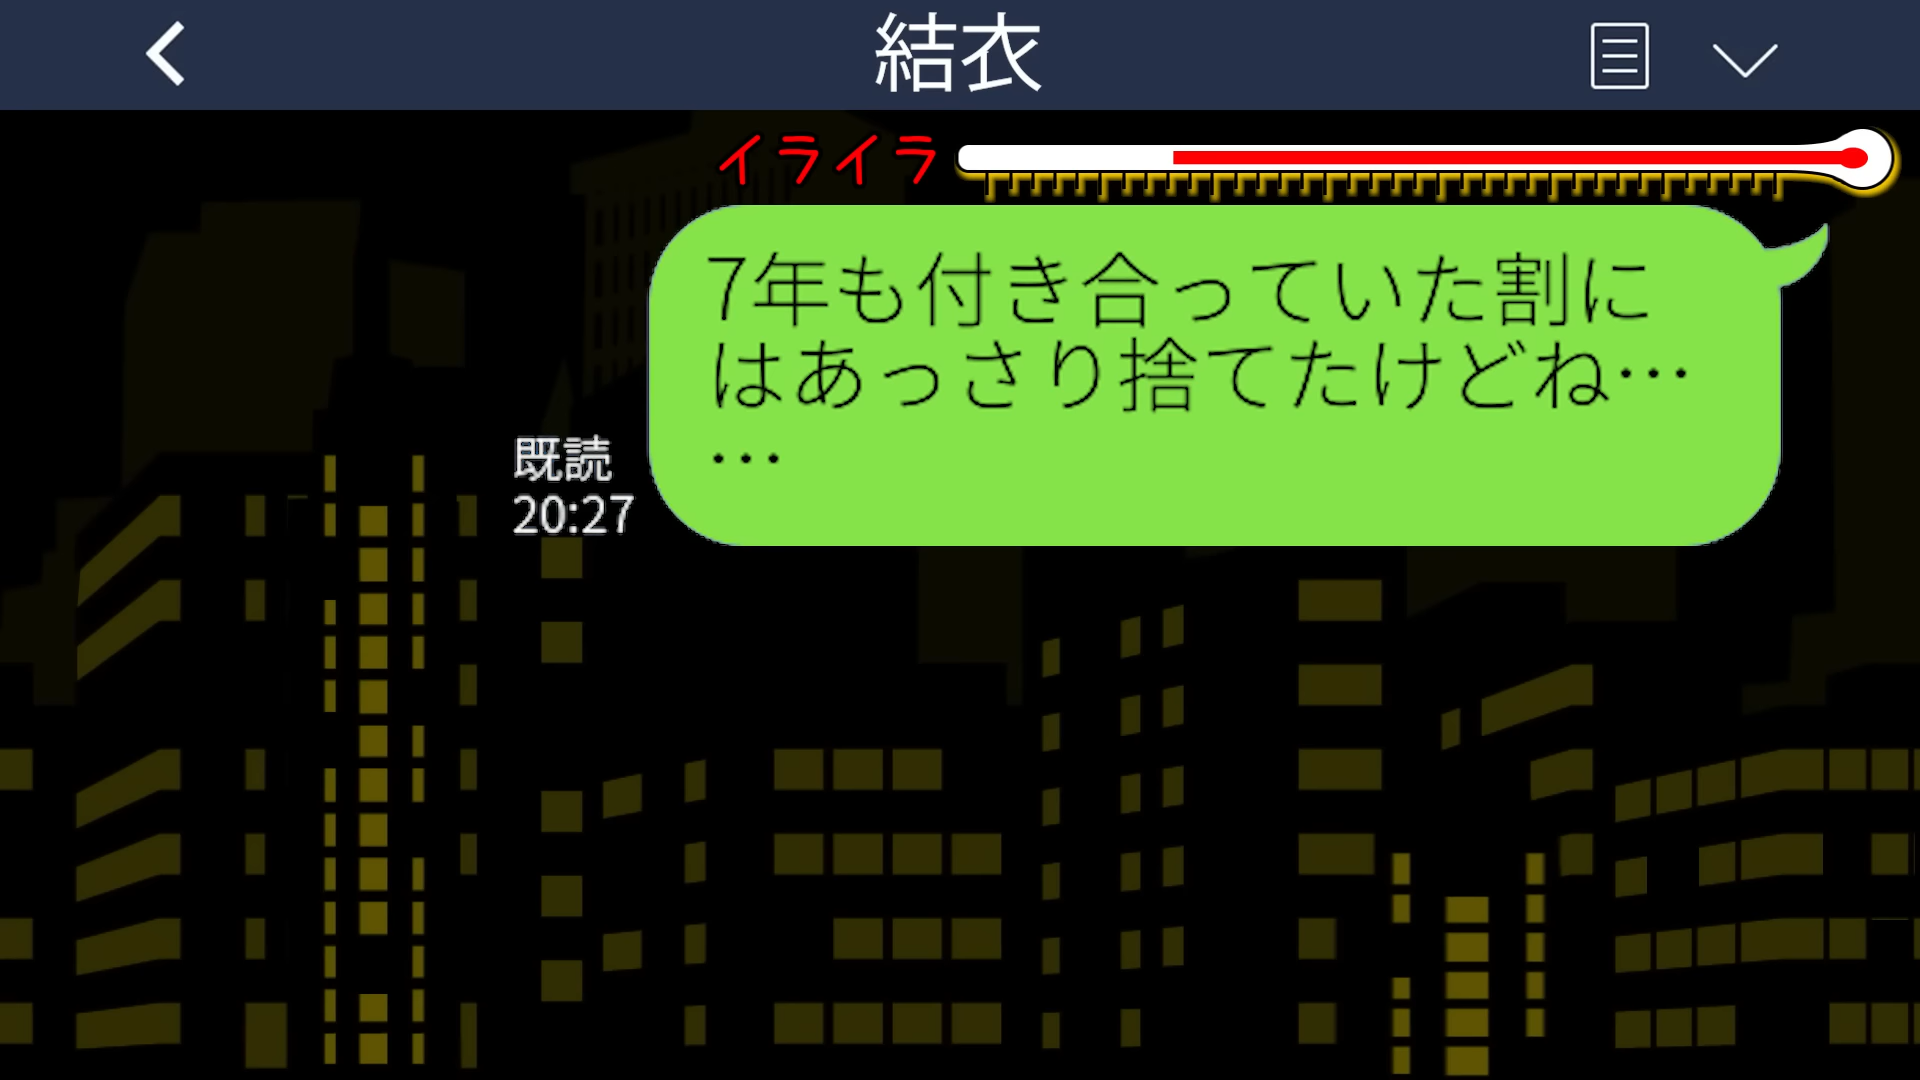 結衣
イライラ
7年も付き合っていた割に
はあっさり捨てたけどね…
…
既読
20:27